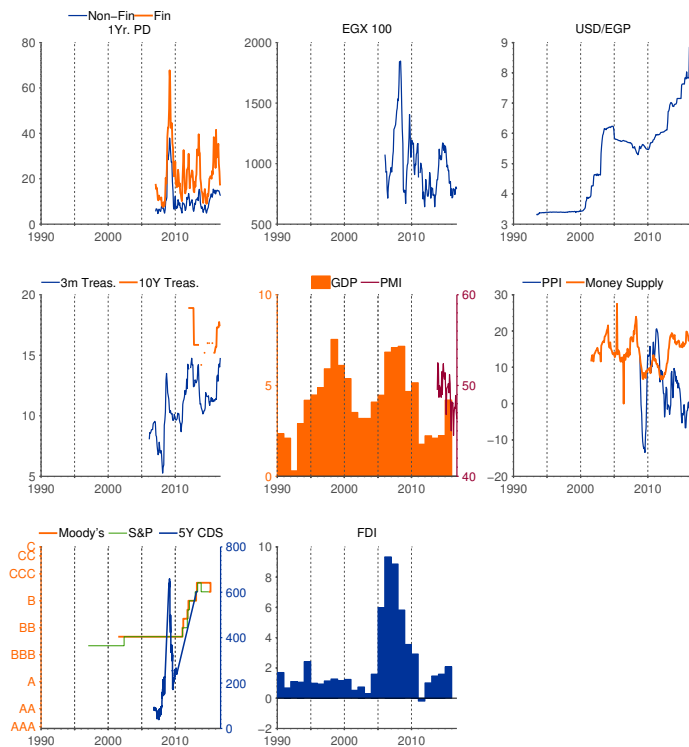 Non−Fin Fin
1Yr. PD
80
60
40
20
0
1990 2000 2010
EGX 100
2000
1500
1000
500
1990 2000 2010
USD/EGP
9
8
7
6
5
4
3
1990 2000 2010
3m Treas. 10Y Treas.
20
15
10
5
1990 2000 2010
GDP PMI
10
5
0
60
50
40
1990 2000 2010
PPI Money Supply
30
20
10
0
−10
−20
1990 2000 2010
Moody's S&P 5Y CDS
C
CC
CCC
B
BB
BBB
A
AA
AAA
800
600
400
200
0
1990 2000 2010
FDI
10
8
6
4
2
0
−2
1990 2000 2010